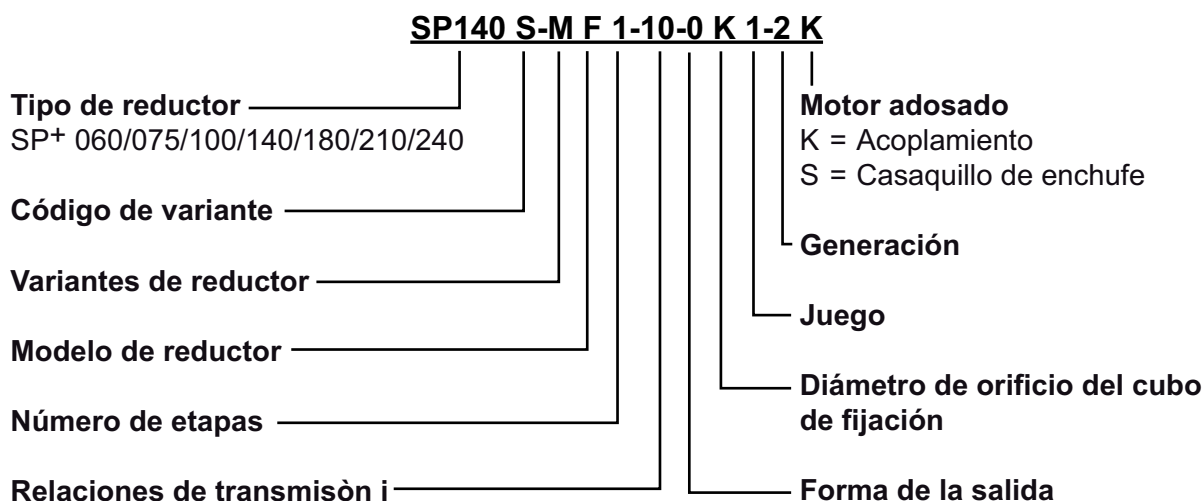 SP140 S-M F 1-10-0 K 1-2 K
Tipo de reductor
SP+ 060/075/100/140/180/210/240
Código de variante
Variantes de reductor
Modelo de reductor
Número de etapas
Relaciones de transmisòn i
Motor adosado
K = Acoplamiento
S = Casaquillo de enchufe
Generación
Juego
Diámetro de orificio del cubo
de fijación
Forma de la salida